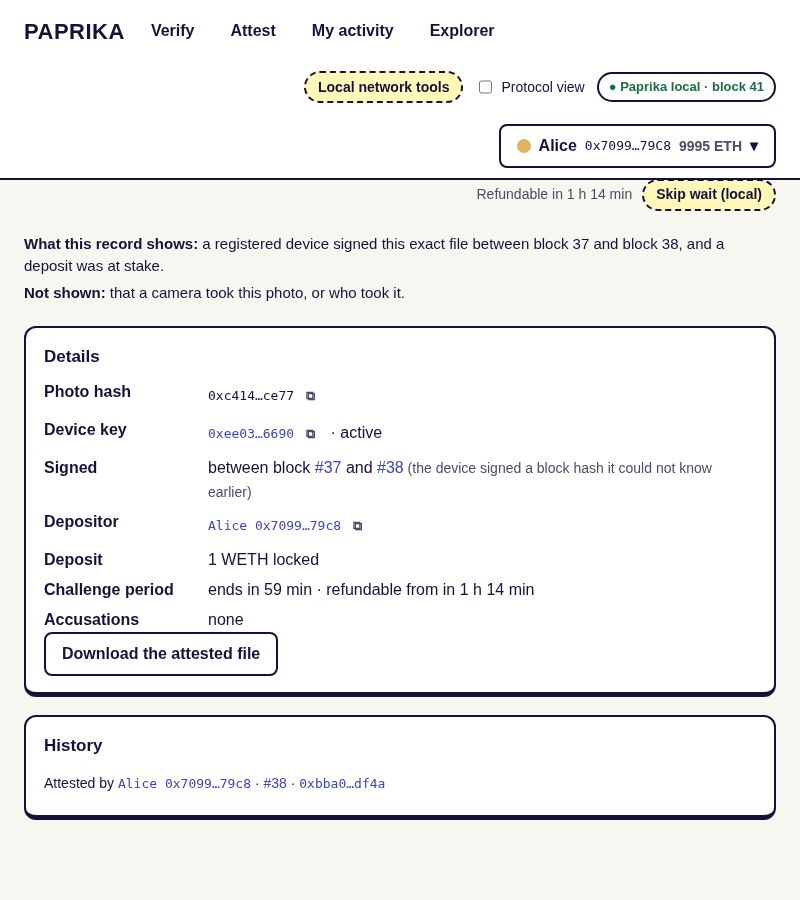 PAPRIKA Verify Attest My activity Explorer
Local network tools Protocol view ● Paprika local · block 41
Alice 0x7099…79C8 9995 ETH ▼
Refundable in 1 h 14 min Skip wait (local)
What this record shows: a registered device signed this exact file between block 37 and block 38, and a
deposit was at stake.
Not shown: that a camera took this photo, or who took it.
Details
Photo hash 0xc414…ce77 ⧉
Device key 0xee03…6690 ⧉ · active
Signed between block #37 and #38 (the device signed a block hash it could not know
earlier)
Depositor Alice 0x7099…79c8 ⧉
Deposit 1 WETH locked
Challenge period ends in 59 min · refundable from in 1 h 14 min
Accusations none
Download the attested file
History
Attested by Alice 0x7099…79c8 · #38 · 0xbba0…df4a